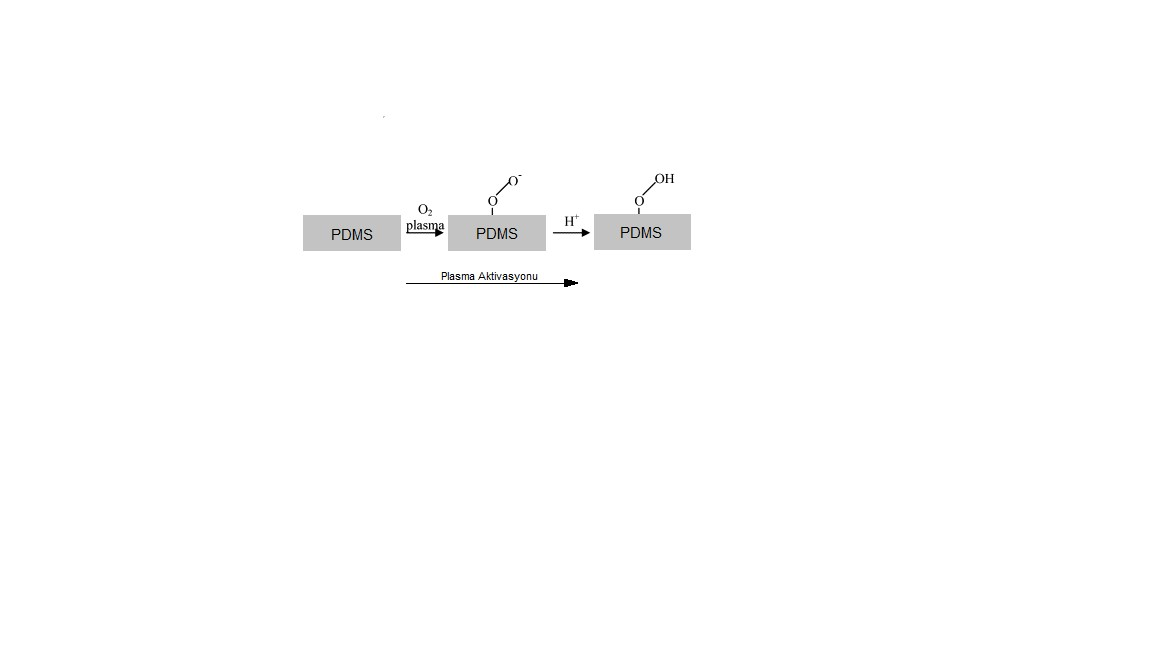 O⁻
OH
O
O
O₂
plasma
H⁺
PDMS
PDMS
PDMS
Plasma Aktivasyonu